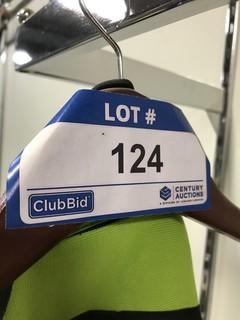 LOT #
124
ClubBid
CENTURY
AUCTIONS